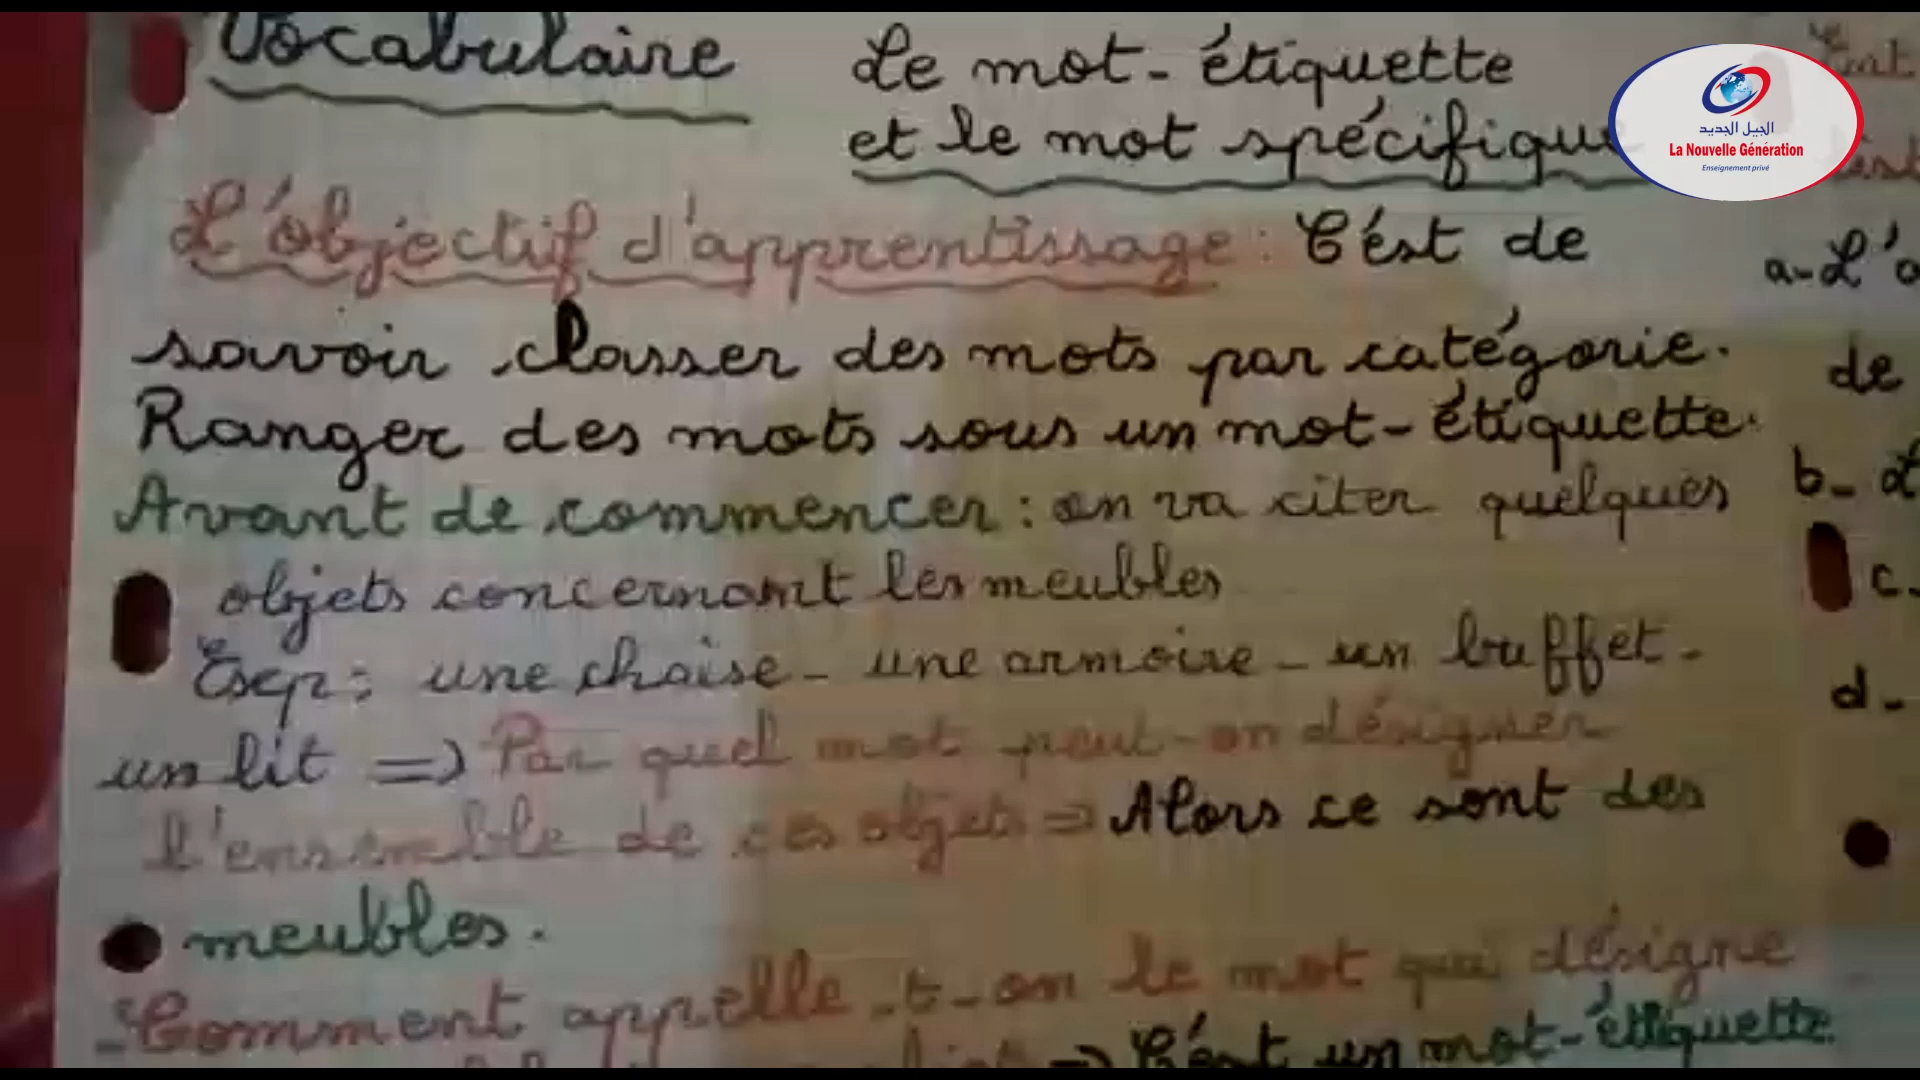 Vocabulaire
Le mot-étiquette
et le mot spécifique
L'objectif d'apprentissage : C'est de
savoir classer des mots par catégorie.
Ranger des mots sous un mot-étiquette.
Avant de commencer : on va citer quelques
objets concernant les meubles
Exp : une chaise - une armoire - un buffet -
un lit => Par quel mot peut-on désigner
l'ensemble de ces objets => Alors ce sont des
meubles.
- Comment appelle-t-on le mot qui désigne
=> C'est un mot-étiquette
a- L'
de
b-
c.
d-
الجيل الجديد
La Nouvelle Génération
Enseignement privé